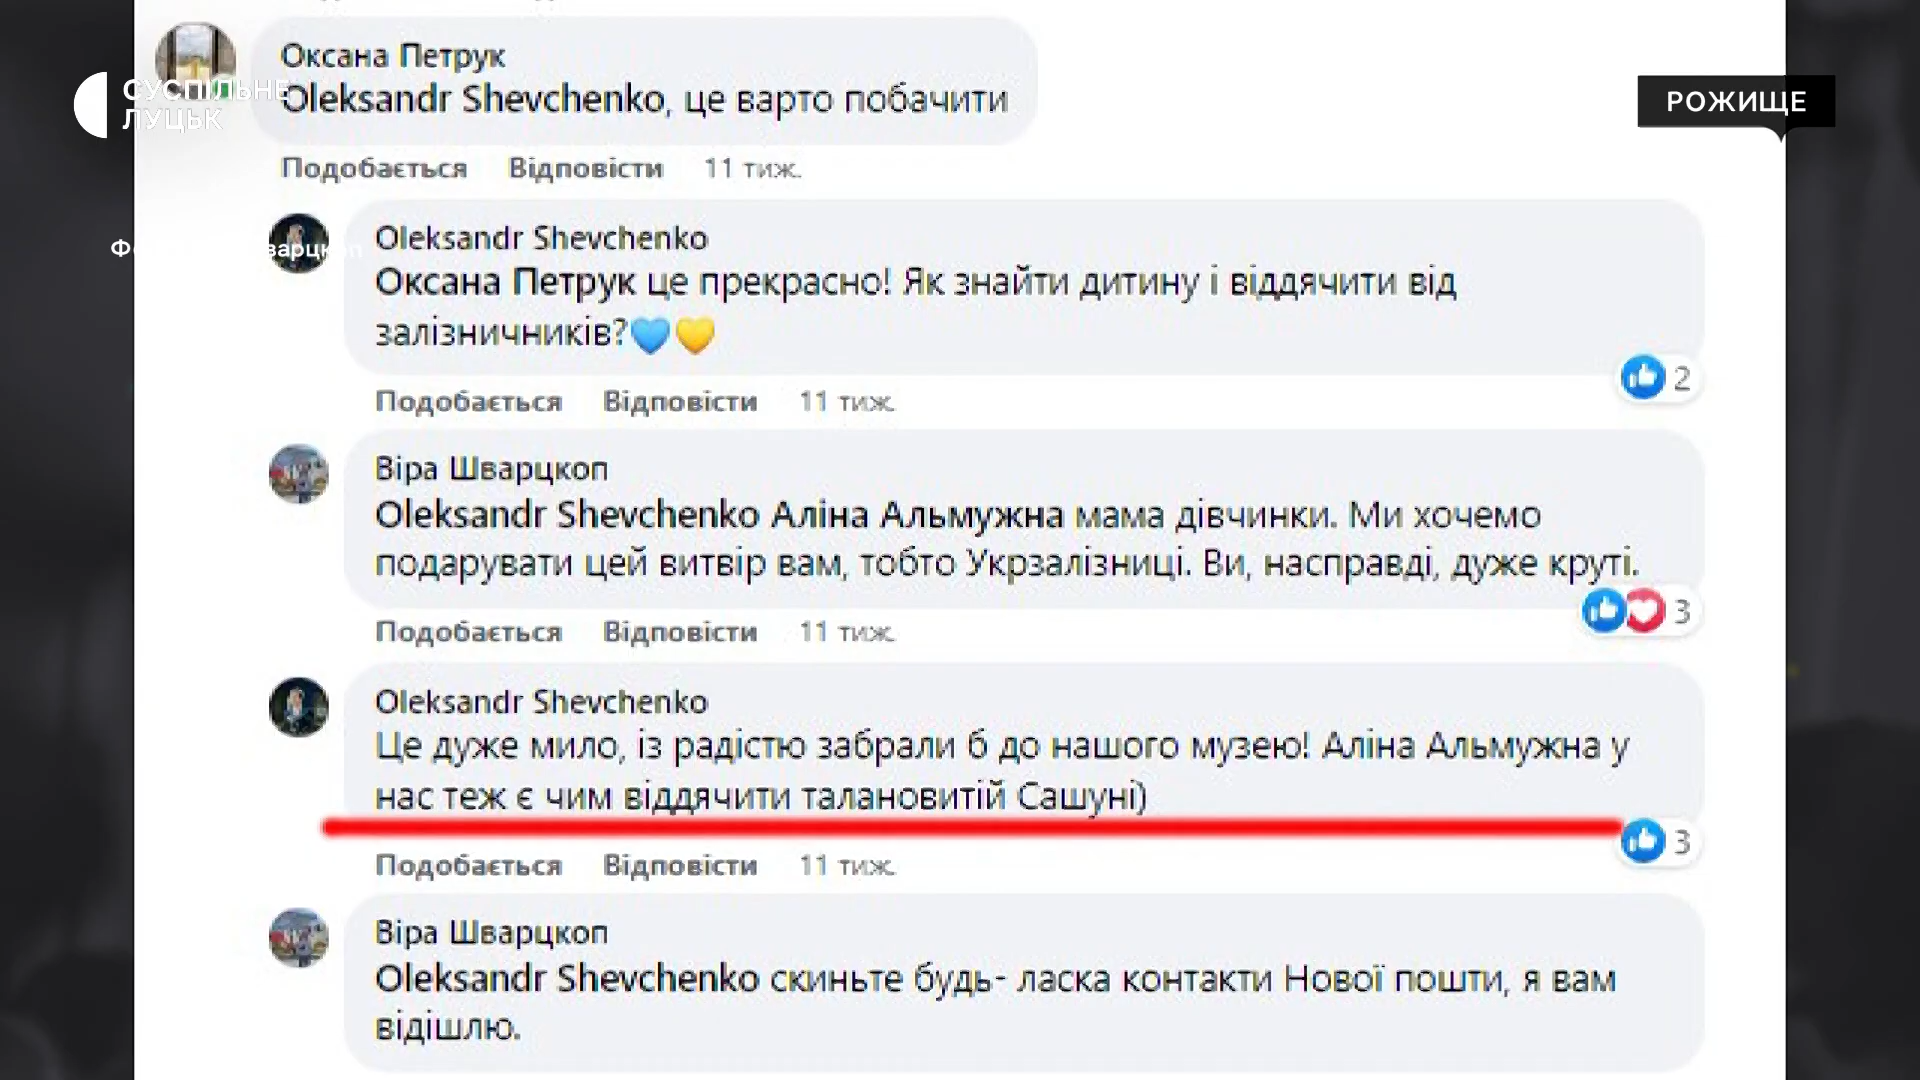 Оксана Петрук
Oleksandr Shevchenko, це варто побачити
СУСПІЛЬНЕ
ЛУЦЬК
РОЖИЩЕ
Подобається Відповісти 11 тиж.
Oleksandr Shevchenko
Оксана Петрук це прекрасно! Як знайти дитину і віддячити від
залізничників?💙💛
2
Подобається Відповісти 11 тиж.
Віра Шварцкоп
Oleksandr Shevchenko Аліна Альмужна мама дівчинки. Ми хочемо
подарувати цей витвір вам, тобто Укрзалізниці. Ви, насправді, дуже круті.
3
Подобається Відповісти 11 тиж.
Oleksandr Shevchenko
Це дуже мило, із радістю забрали б до нашого музею! Аліна Альмужна у
нас теж є чим віддячити талановитій Сашуні)
3
Подобається Відповісти 11 тиж.
Віра Шварцкоп
Oleksandr Shevchenko скиньте будь- ласка контакти Нової пошти, я вам
відішлю.